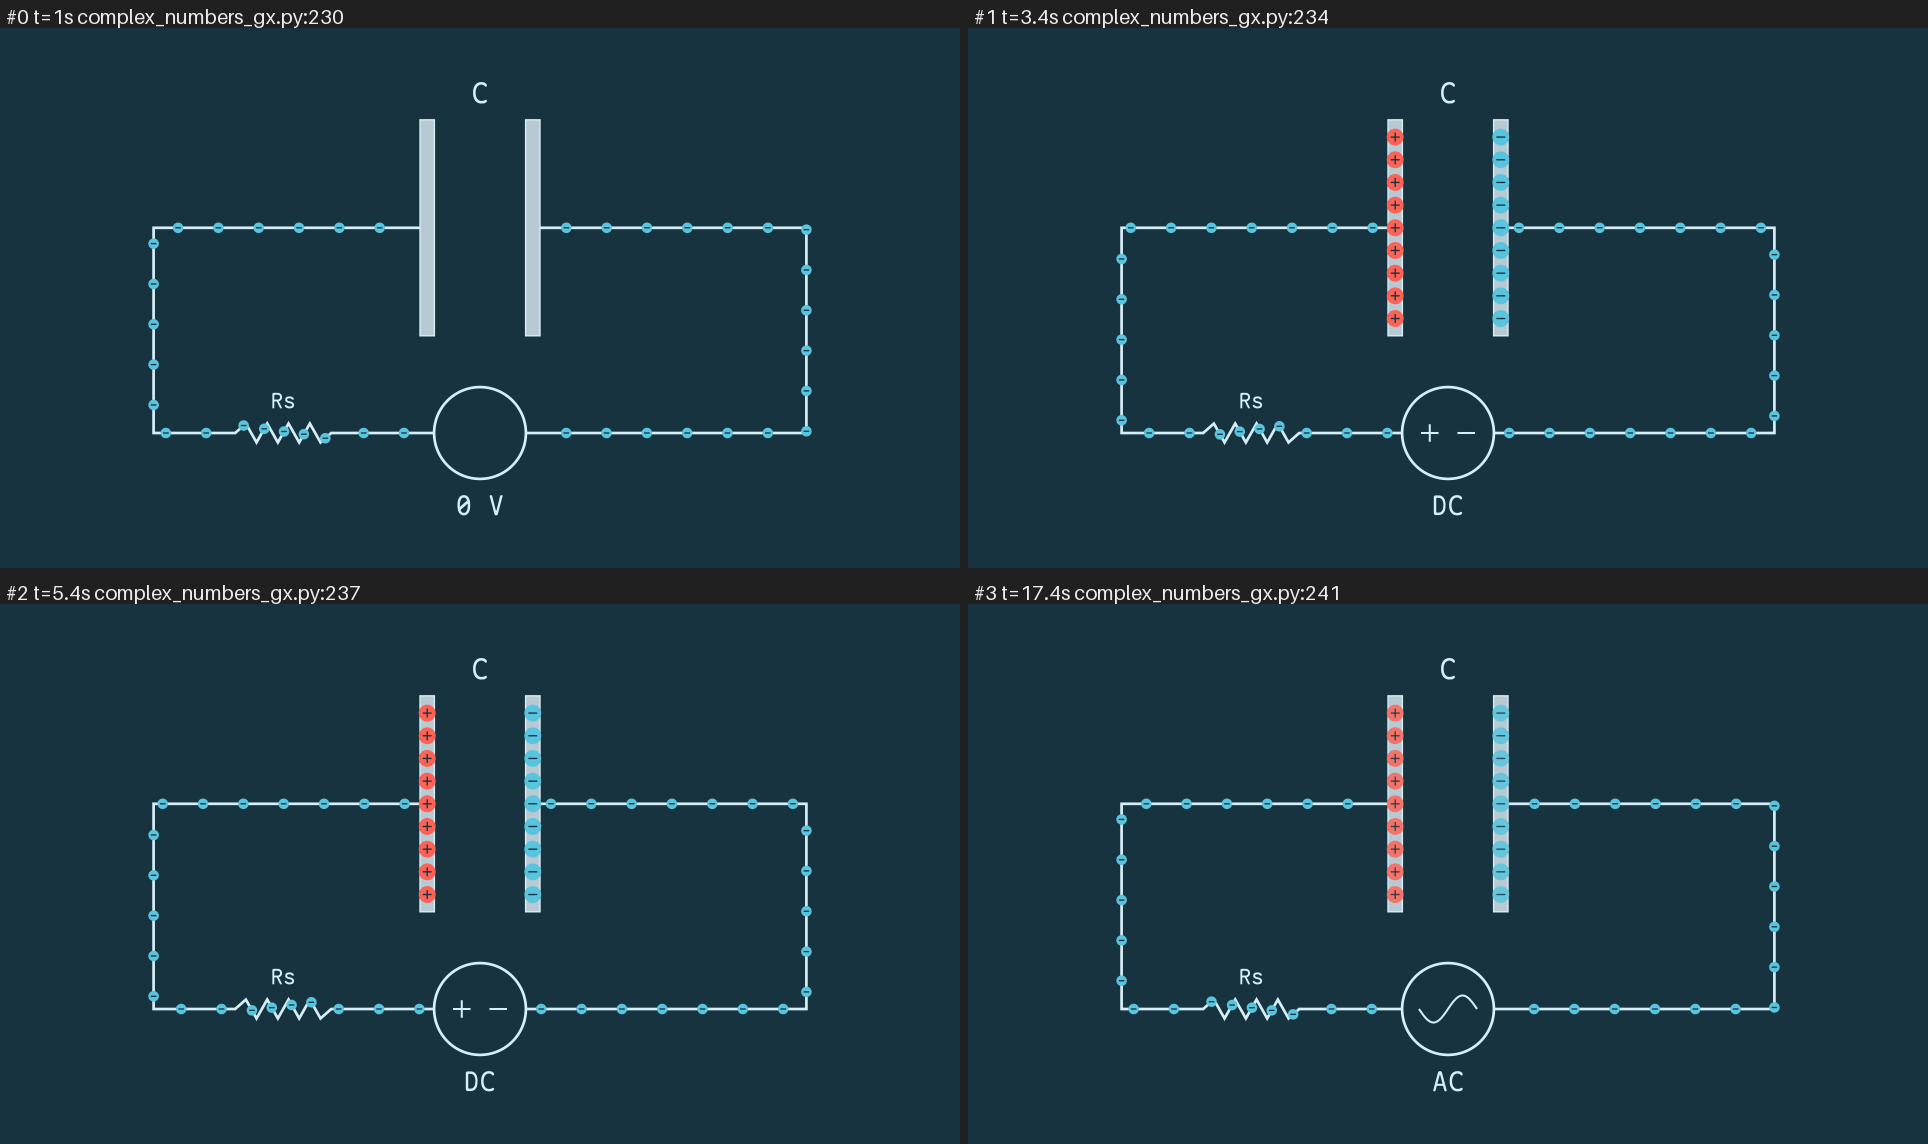 #0 t=1s complex_numbers_gx.py:230
C
Rs
0 V
#1 t=3.4s complex_numbers_gx.py:234
C
Rs
+ −
DC
#2 t=5.4s complex_numbers_gx.py:237
C
Rs
+ −
DC
#3 t=17.4s complex_numbers_gx.py:241
C
Rs
AC